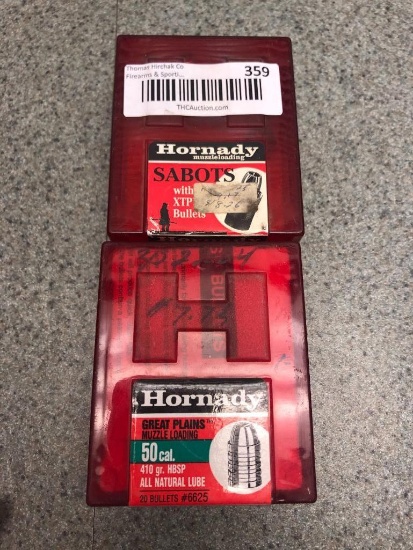 Thomas Hirschak Co
Firearms & Sporti...
359
THCAuction.com
Hornady
muzzleloading
SABOTS
with
XTP
Bullets
Hornady
GREAT PLAINS
MUZZLE LOADING
50 cal.
410 gr. HBSP
ALL NATURAL LUBE
20 BULLETS #6625